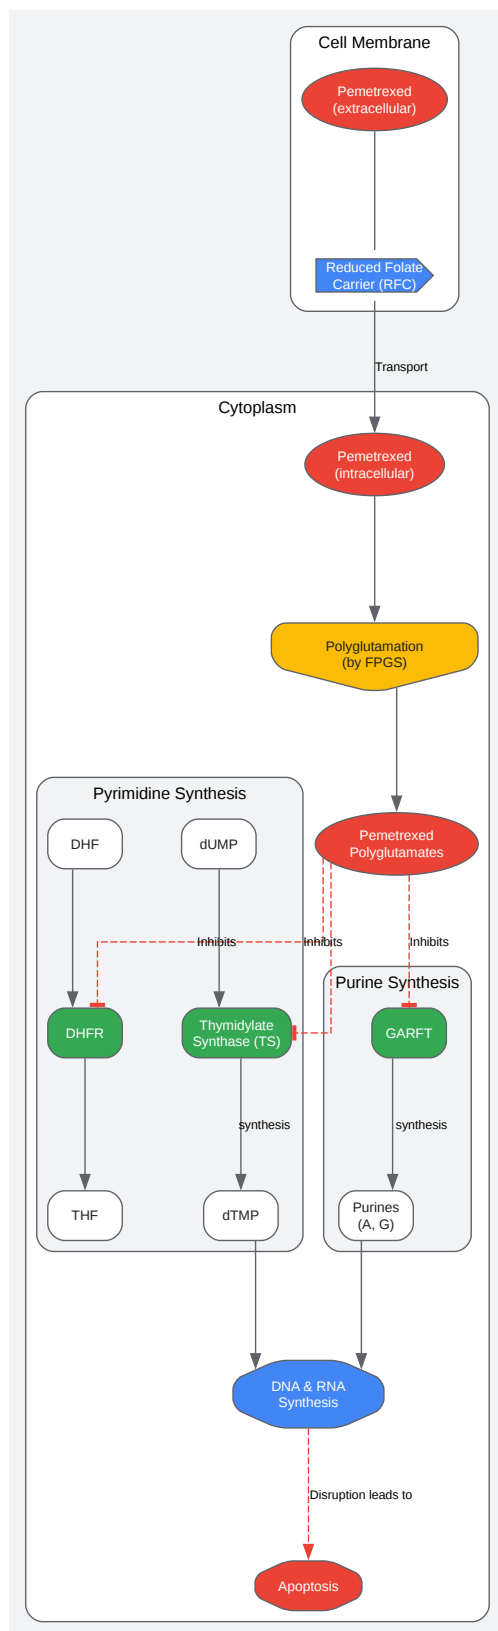 Cell Membrane
Pemetrexed
(extracellular)
Reduced Folate
Carrier (RFC)
Transport
Cytoplasm
Pemetrexed
(intracellular)
Polyglutamation
(by FPGS)
Pyrimidine Synthesis
DHF
dUMP
Pemetrexed
Polyglutamates
Inhibits
Inhibits
Inhibits
Purine Synthesis
DHFR
Thymidylate
Synthase (TS)
GARFT
synthesis
synthesis
THF
dTMP
Purines
(A, G)
DNA & RNA
Synthesis
Disruption leads to
Apoptosis